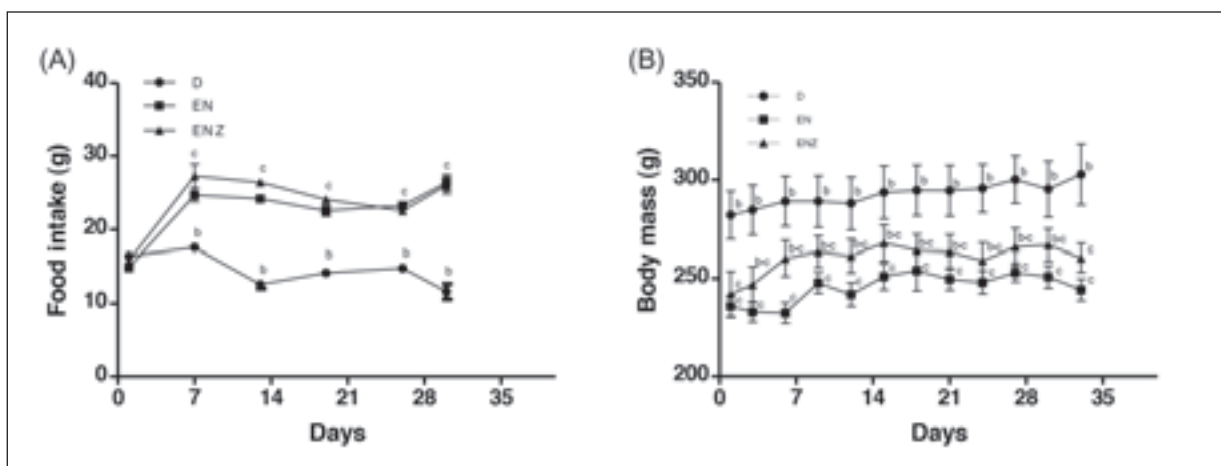 (A)
D
EN
ENZ
Food intake (g)
40
30
20
10
0
c
c
c
c
c
b
b
b
b
b
0 7 14 21 28 35
Days
(B)
D
EN
ENZ
Body mass (g)
350
300
250
200
b b b b b b b b b b b b
c b-c b-c b-c b-c b-c b-c b-c b-c b-c b-c c
c c c c c c c c c c c c
0 7 14 21 28 35
Days